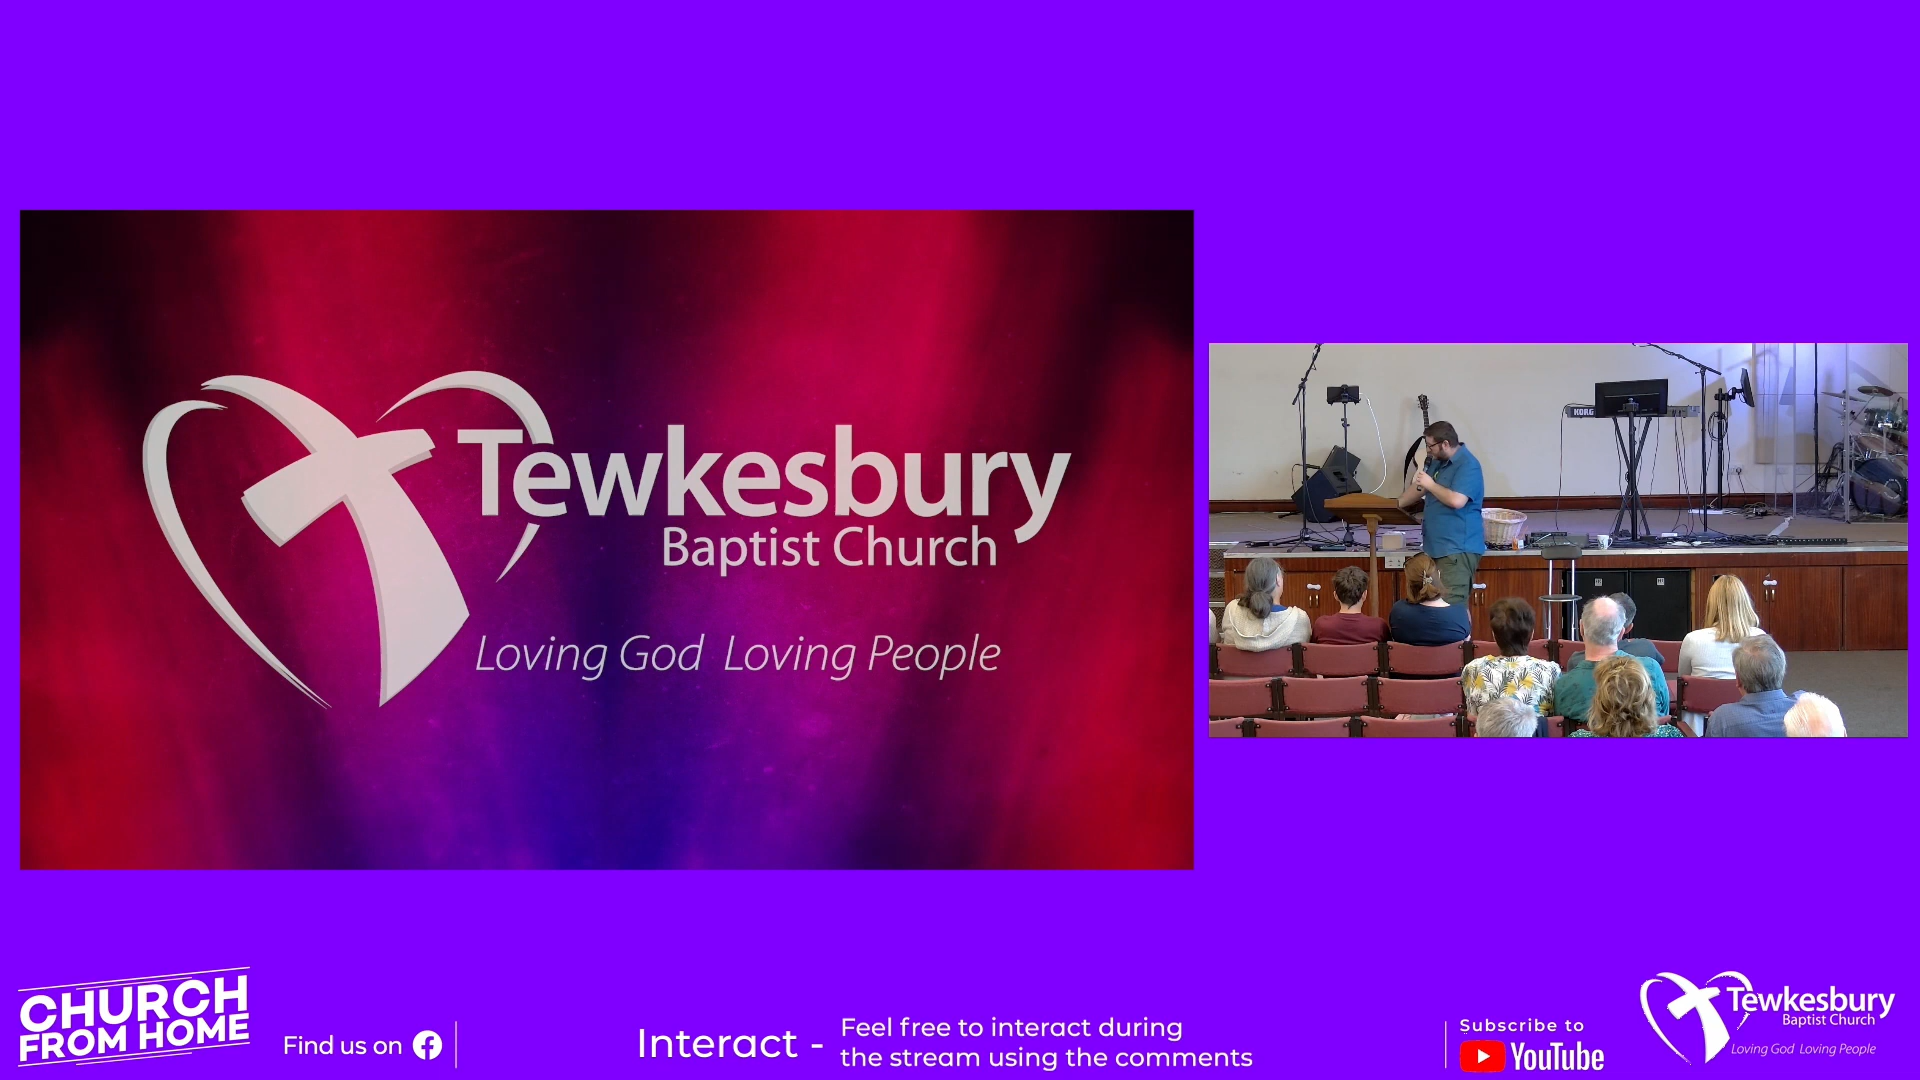 Tewkesbury
Baptist Church
Loving God Loving People
KORG
CHURCH
FROM HOME
Find us on
Interact -
Feel free to interact during
the stream using the comments
Subscribe to
YouTube
Tewkesbury
Baptist Church
Loving God Loving People